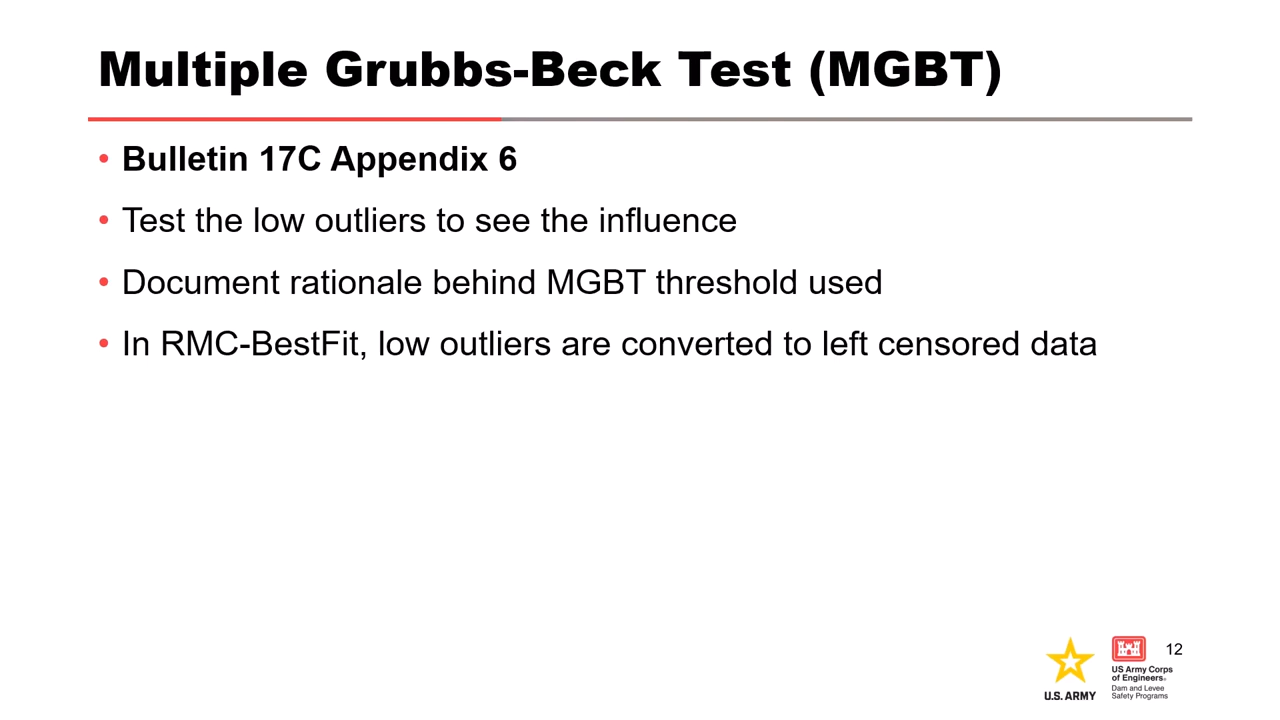 Multiple Grubbs-Beck Test (MGBT)
• Bulletin 17C Appendix 6
• Test the low outliers to see the influence
• Document rationale behind MGBT threshold used
• In RMC-BestFit, low outliers are converted to left censored data
12
U.S. ARMY
US Army Corps
of Engineers®
Dam and Levee
Safety Programs